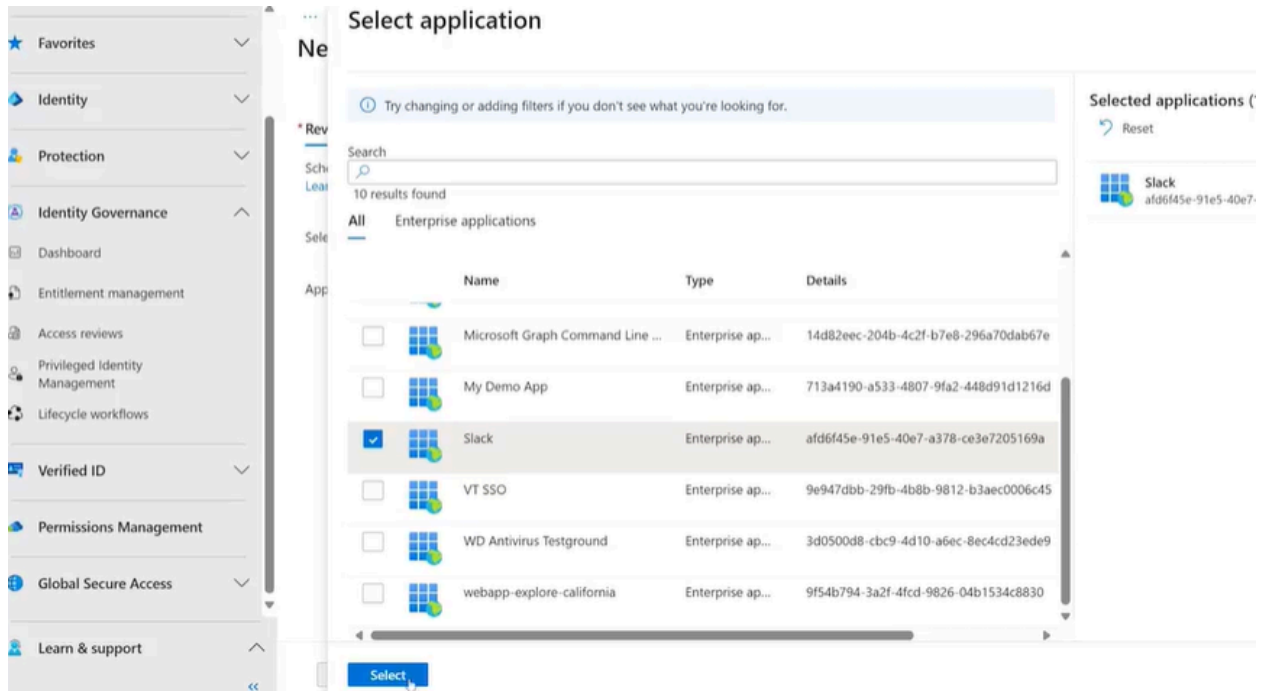 Favorites
Identity
Protection
Identity Governance
Dashboard
Entitlement management
Access reviews
Privileged Identity
Management
Lifecycle workflows
Verified ID
Permissions Management
Global Secure Access
Learn & support
«
...
Ne
* Rev
Sch
Lear
Sele
App
Select application
Try changing or adding filters if you don't see what you're looking for.
Search
10 results found
All Enterprise applications
Name Type Details
Microsoft Graph Command Line ... Enterprise ap... 14d82eec-204b-4c2f-b7e8-296a70dab67e
My Demo App Enterprise ap... 713a4190-a533-4807-9fa2-448d91d1216d
Slack Enterprise ap... afd6f45e-91e5-40e7-a378-ce3e7205169a
VT SSO Enterprise ap... 9e947dbb-29fb-4b8b-9812-b3aec0006c45
WD Antivirus Testground Enterprise ap... 3d0500d8-cbc9-4d10-a6ec-8ec4cd23ede9
webapp-explore-california Enterprise ap... 9f54b794-3a2f-4fcd-9826-04b1534c8830
Select
Selected applications (
Reset
Slack
afd6f45e-91e5-40e7-